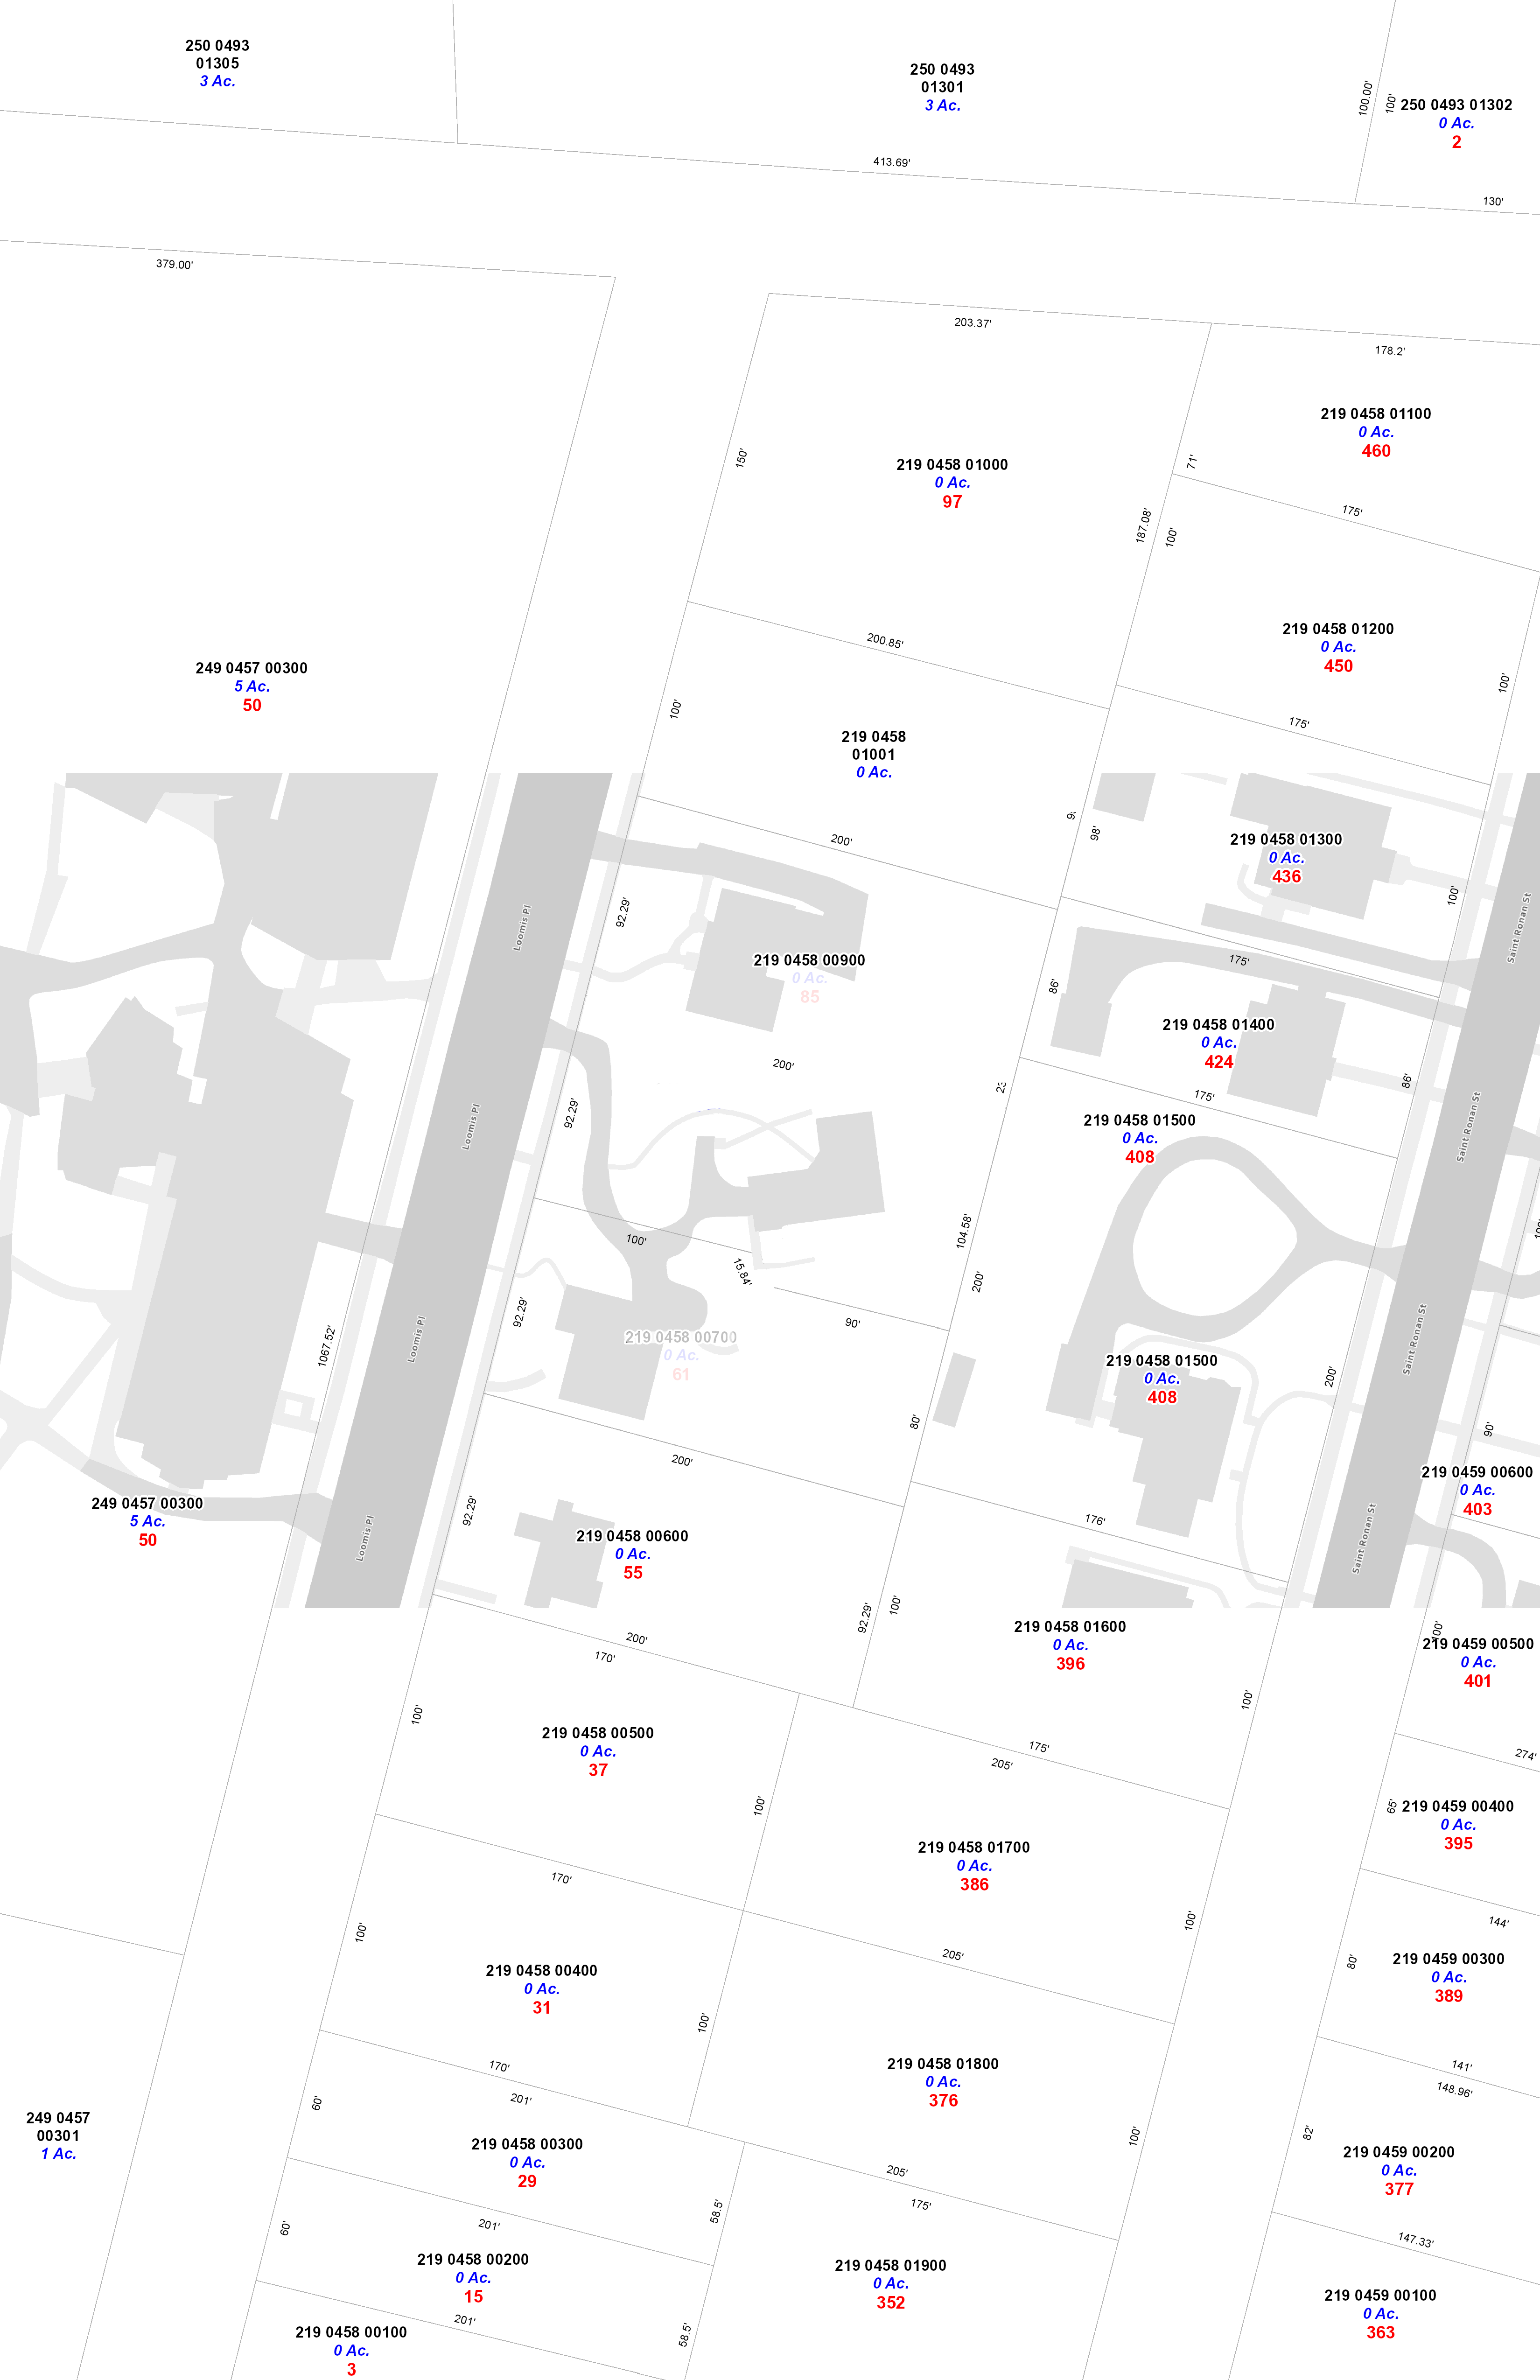 250 0493
01305
3 Ac.
250 0493
01301
3 Ac.
100.00'
100'
250 0493 01302
0 Ac.
2
413.69'
130'
379.00'
203.37'
178.2'
150'
219 0458 01000
0 Ac.
97
71'
219 0458 01100
0 Ac.
460
187.08'
100'
175'
200.85'
219 0458 01200
0 Ac.
450
100'
249 0457 00300
5 Ac.
50
100'
219 0458
01001
0 Ac.
175'
200'
98'
219 0458 01300
0 Ac.
436
100'
Loomis Pl
92.29'
219 0458 00900
0 Ac.
85
86'
175'
Saint Ronan St
219 0458 01400
0 Ac.
424
200'
86'
175'
Loomis Pl
92.29'
219 0458 01500
0 Ac.
408
Saint Ronan St
100'
15.84'
104.58'
200'
90'
1067.52'
Loomis Pl
92.29'
219 0458 00700
0 Ac.
61
219 0458 01500
0 Ac.
408
200'
Saint Ronan St
80'
90'
200'
249 0457 00300
5 Ac.
50
Loomis Pl
92.29'
219 0458 00600
0 Ac.
55
176'
Saint Ronan St
219 0459 00600
0 Ac.
403
92.29'
100'
200'
170'
219 0458 01600
0 Ac.
396
219 0459 00500
0 Ac.
401
100'
100'
219 0458 00500
0 Ac.
37
175'
205'
274'
100'
65'
219 0459 00400
0 Ac.
395
170'
219 0458 01700
0 Ac.
386
100'
100'
205'
144'
80'
219 0459 00300
0 Ac.
389
219 0458 00400
0 Ac.
31
100'
170'
201'
219 0458 01800
0 Ac.
376
141'
148.96'
60'
100'
82'
249 0457
00301
1 Ac.
219 0458 00300
0 Ac.
29
205'
175'
219 0459 00200
0 Ac.
377
60'
201'
58.5'
147.33'
219 0458 00200
0 Ac.
15
219 0458 01900
0 Ac.
352
219 0459 00100
0 Ac.
363
201'
58.5'
219 0458 00100
0 Ac.
3